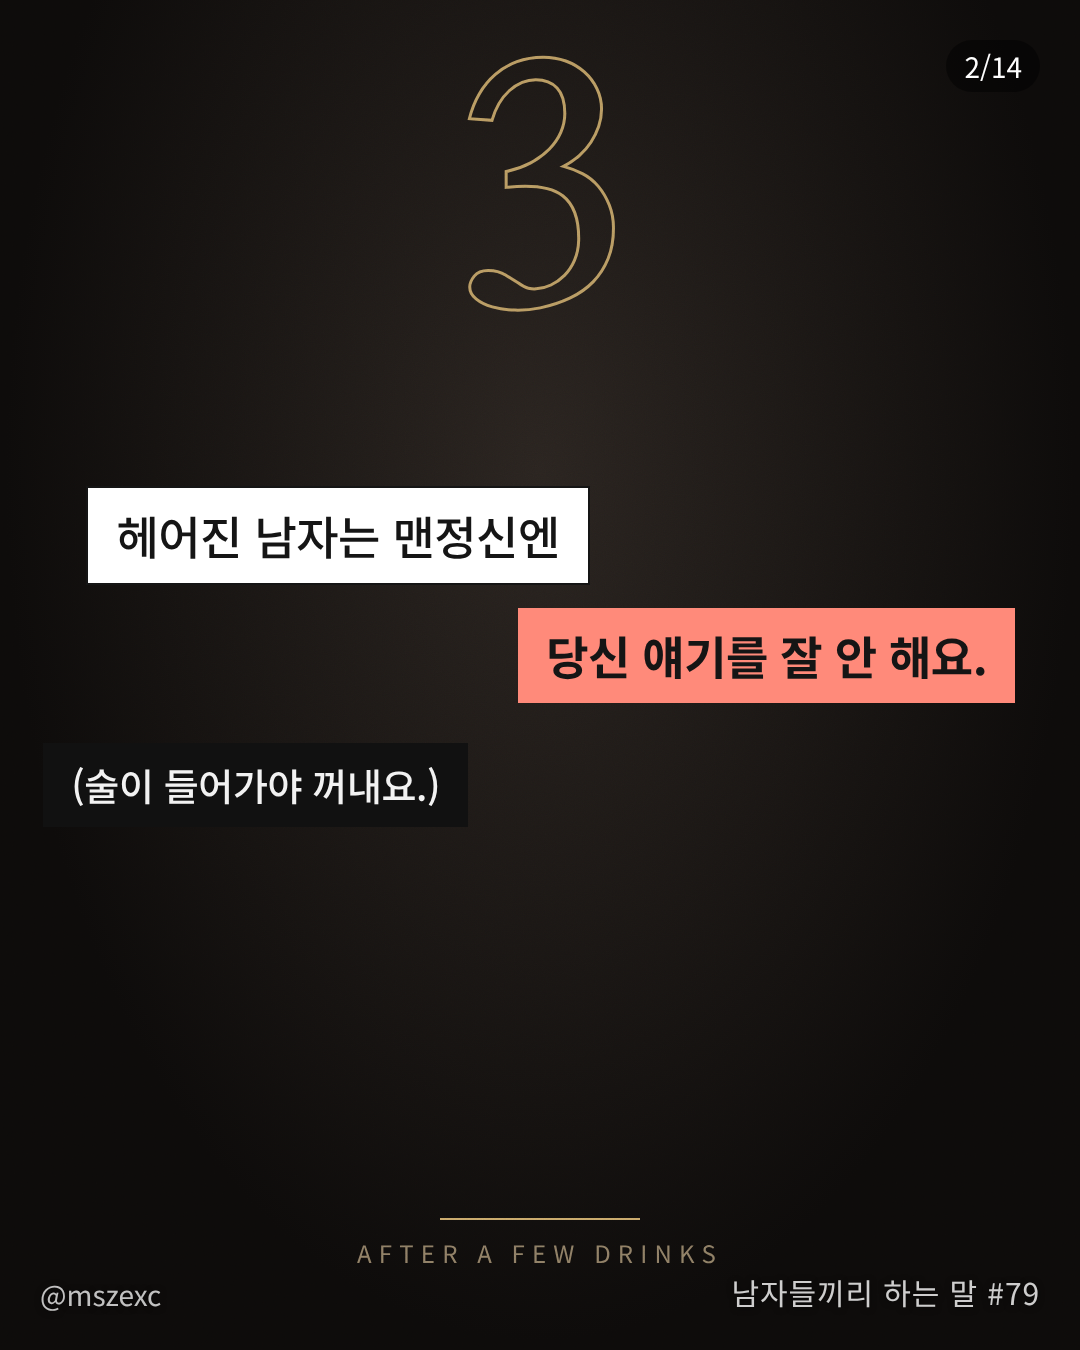 3
2/14
헤어진 남자는 맨정신엔
당신 얘기를 잘 안 해요.
(술이 들어가야 꺼내요.)
AFTER A FEW DRINKS
@mszexc
남자들끼리 하는 말 #79